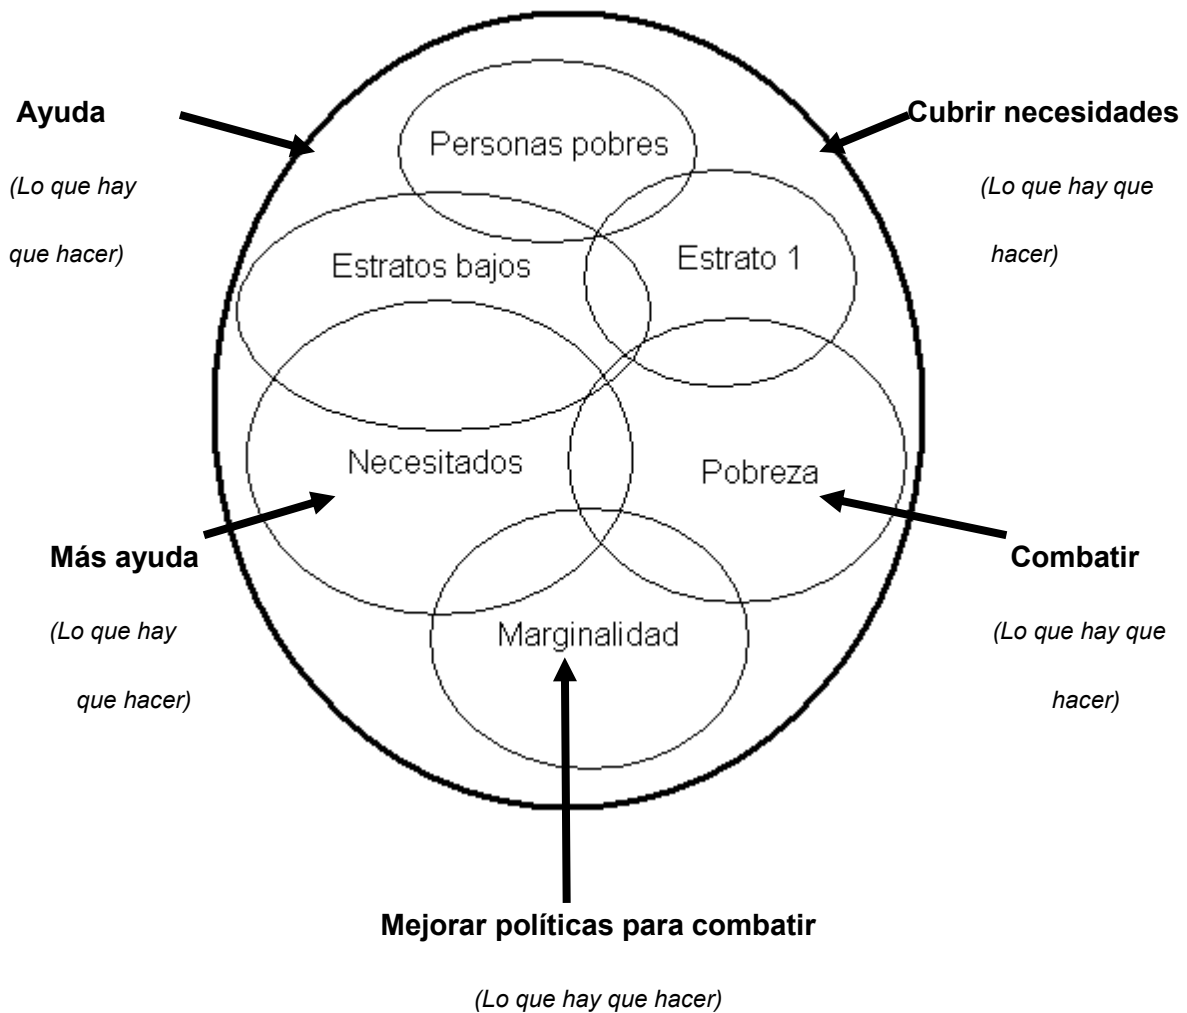 Ayuda
Cubrir necesidades
Personas pobres
(Lo que hay
que hacer)
(Lo que hay que
hacer)
Estratos bajos
Estrato 1
Necesitados
Pobreza
Más ayuda
(Lo que hay
que hacer)
Combatir
(Lo que hay que
hacer)
Marginalidad
Mejorar políticas para combatir
(Lo que hay que hacer)